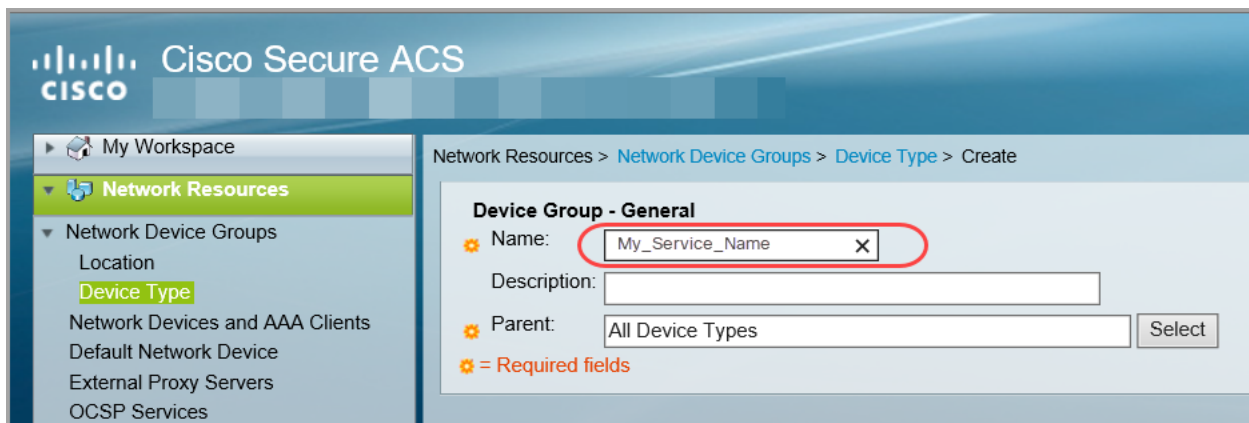 Cisco Secure ACS
CISCO
My Workspace
Network Resources
Network Device Groups
Location
Device Type
Network Devices and AAA Clients
Default Network Device
External Proxy Servers
OCSP Services
Network Resources > Network Device Groups > Device Type > Create
Device Group - General
Name: My_Service_Name
Description:
Parent: All Device Types Select
= Required fields